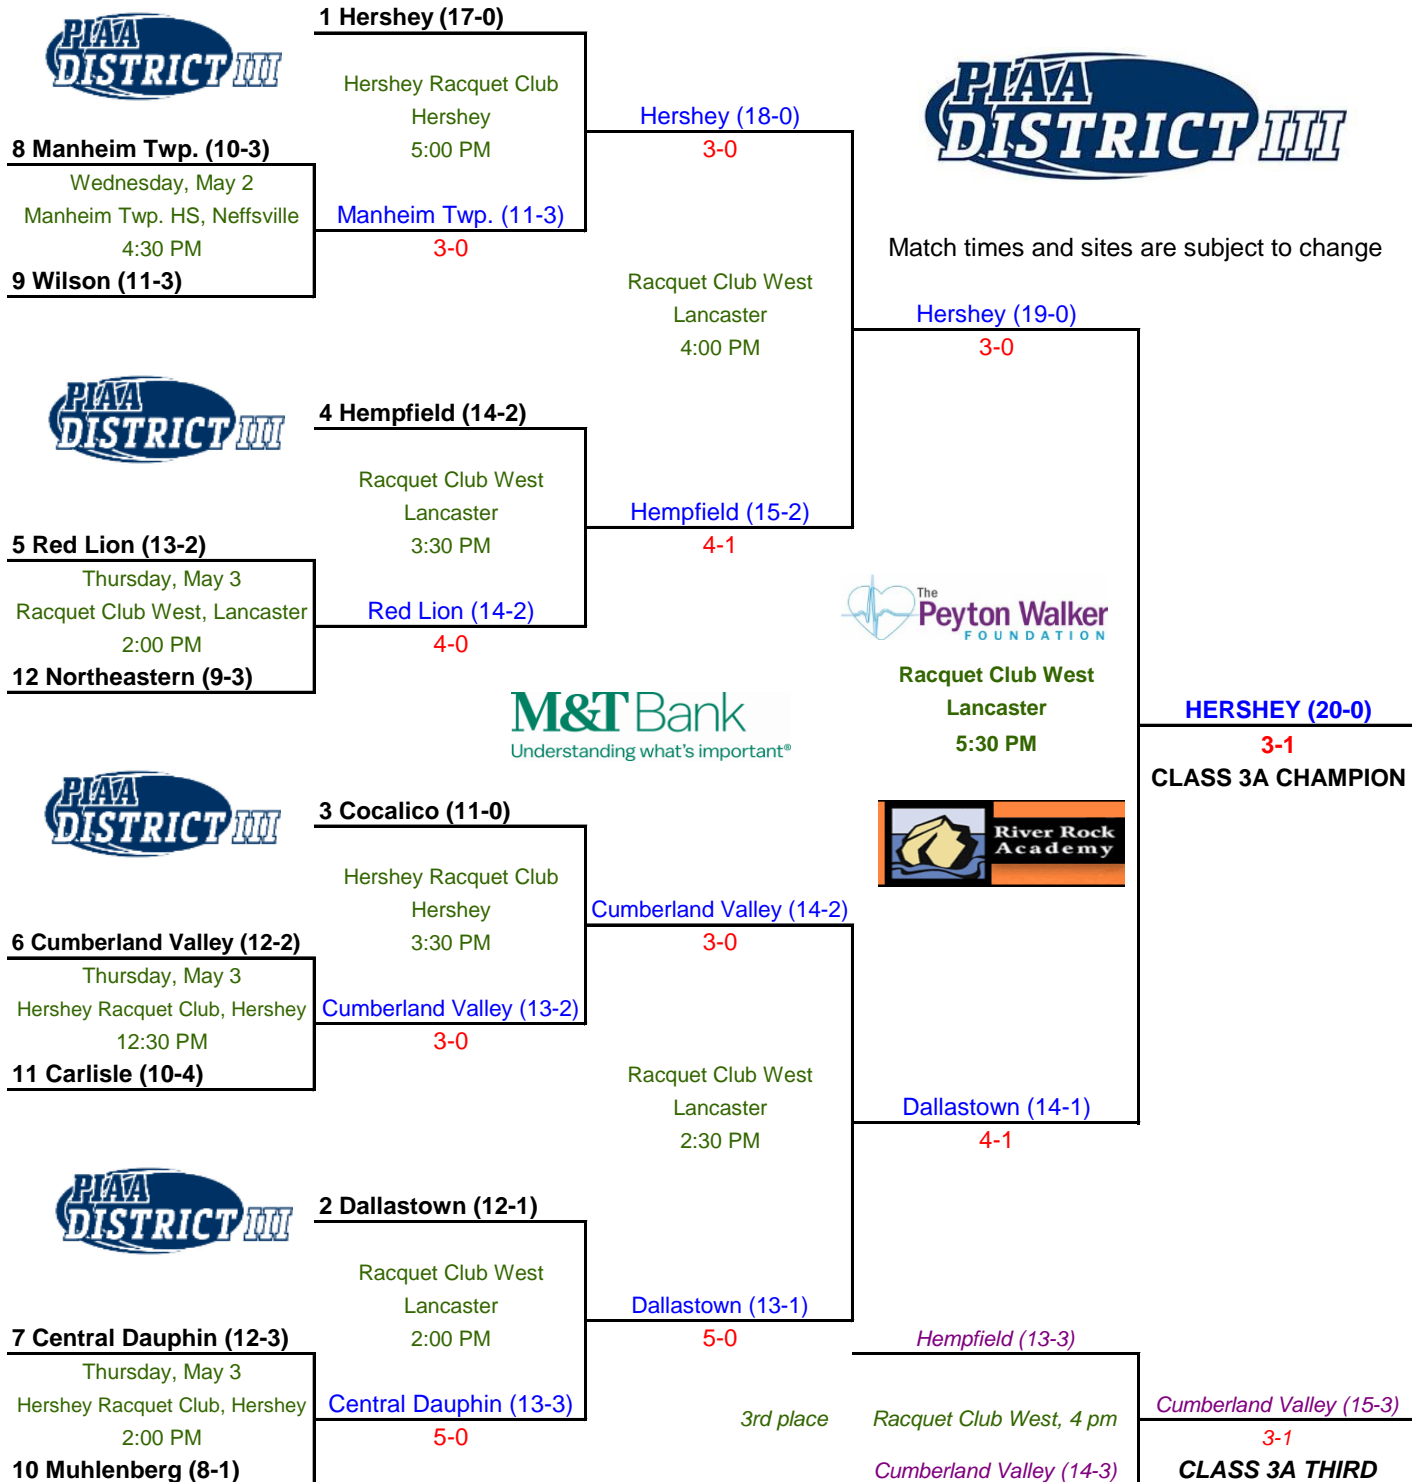 PIAA
DISTRICT III
1 Hershey (17-0)
Hershey Racquet Club
Hershey
5:00 PM
8 Manheim Twp. (10-3)
Wednesday, May 2
Manheim Twp. HS, Neffsville
4:30 PM
9 Wilson (11-3)
Manheim Twp. (11-3)
3-0
Hershey (18-0)
3-0
PIAA
DISTRICT III
Match times and sites are subject to change
Racquet Club West
Lancaster
4:00 PM
Hershey (19-0)
3-0
PIAA
DISTRICT III
4 Hempfield (14-2)
Racquet Club West
Lancaster
3:30 PM
5 Red Lion (13-2)
Thursday, May 3
Racquet Club West, Lancaster
2:00 PM
12 Northeastern (9-3)
Red Lion (14-2)
4-0
Hempfield (15-2)
4-1
The
Peyton Walker
FOUNDATION
Racquet Club West
Lancaster
5:30 PM
M&T Bank
Understanding what's important®
HERSHEY (20-0)
3-1
CLASS 3A CHAMPION
River Rock
Academy
PIAA
DISTRICT III
3 Cocalico (11-0)
Hershey Racquet Club
Hershey
3:30 PM
6 Cumberland Valley (12-2)
Thursday, May 3
Hershey Racquet Club, Hershey
12:30 PM
11 Carlisle (10-4)
Cumberland Valley (13-2)
3-0
Cumberland Valley (14-2)
3-0
Racquet Club West
Lancaster
2:30 PM
Dallastown (14-1)
4-1
PIAA
DISTRICT III
2 Dallastown (12-1)
Racquet Club West
Lancaster
2:00 PM
7 Central Dauphin (12-3)
Thursday, May 3
Hershey Racquet Club, Hershey
2:00 PM
10 Muhlenberg (8-1)
Central Dauphin (13-3)
5-0
Dallastown (13-1)
5-0
Hempfield (13-3)
3rd place
Racquet Club West, 4 pm
Cumberland Valley (14-3)
Cumberland Valley (15-3)
3-1
CLASS 3A THIRD